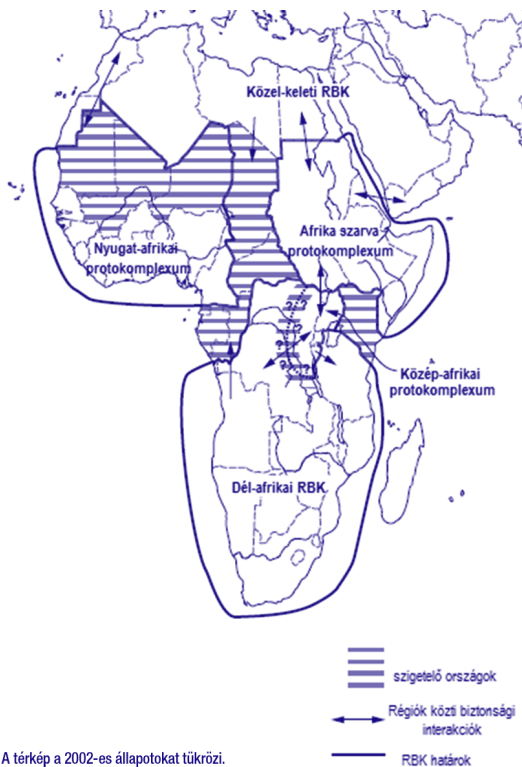 Közel-keleti RBK
Afrika szarva
protokomplexum
Nyugat-afrikai
protokomplexum
? ?
?
?
? ?
? ?
Közép-afrikai
protokomplexum
Dél-afrikai RBK
szigetelő országok
Régiók közti biztonsági
interakciók
RBK határok
A térkép a 2002-es állapotokat tükrözi.